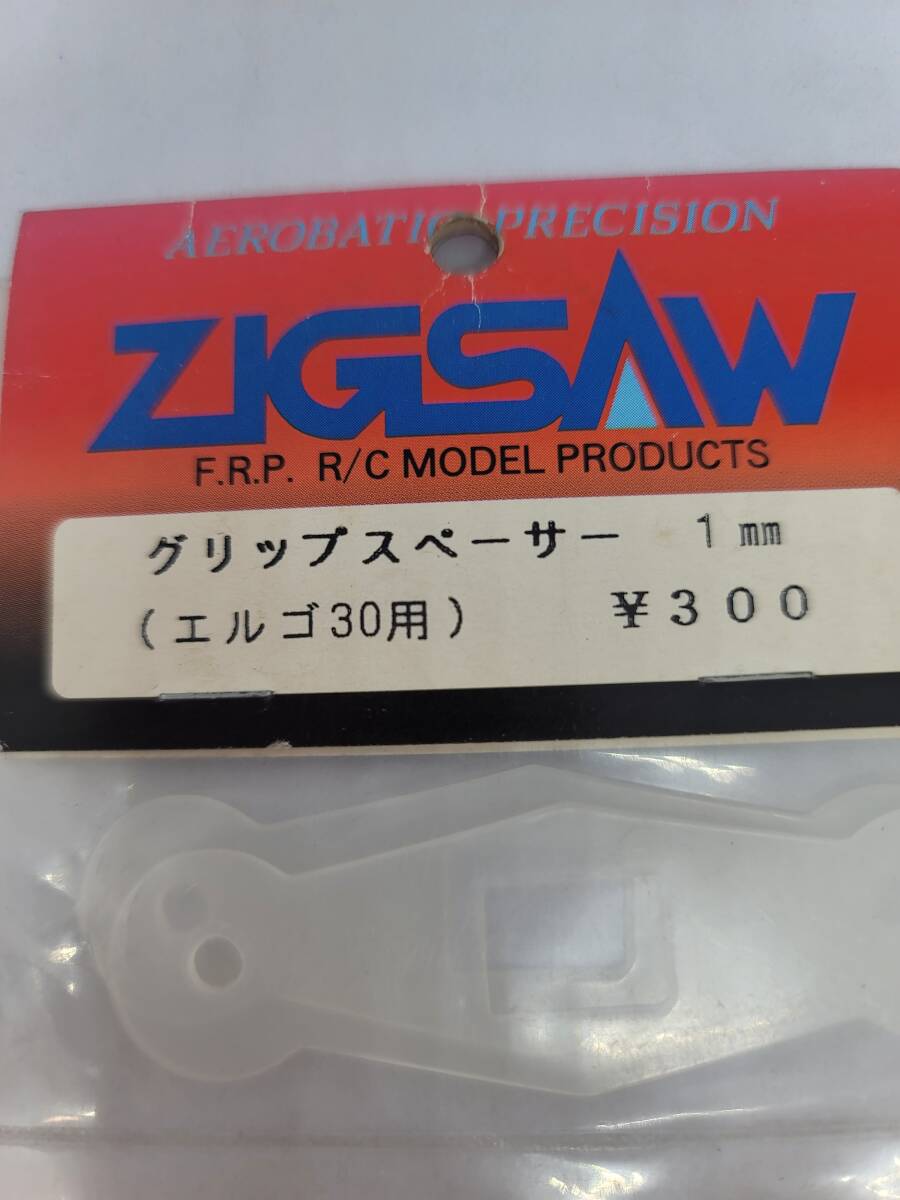 AEROBATIC PRECISION
ZIGSAW
F.R.P. R/C MODEL PRODUCTS
グリップスペーサー 1mm
(エルゴ30用) ¥300